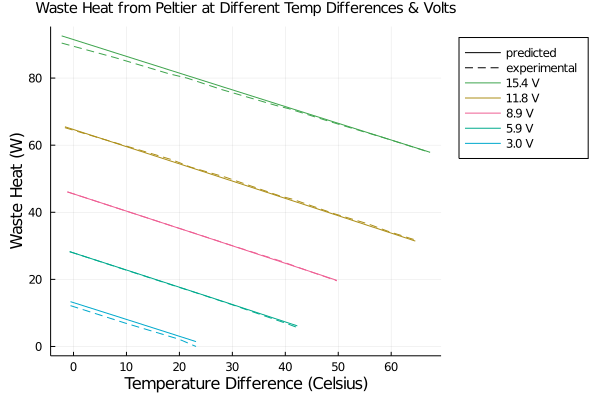 Waste Heat from Peltier at Different Temp Differences & Volts
predicted
experimental
15.4 V
11.8 V
8.9 V
5.9 V
3.0 V
Waste Heat (W)
80
60
40
20
0
0 10 20 30 40 50 60
Temperature Difference (Celsius)